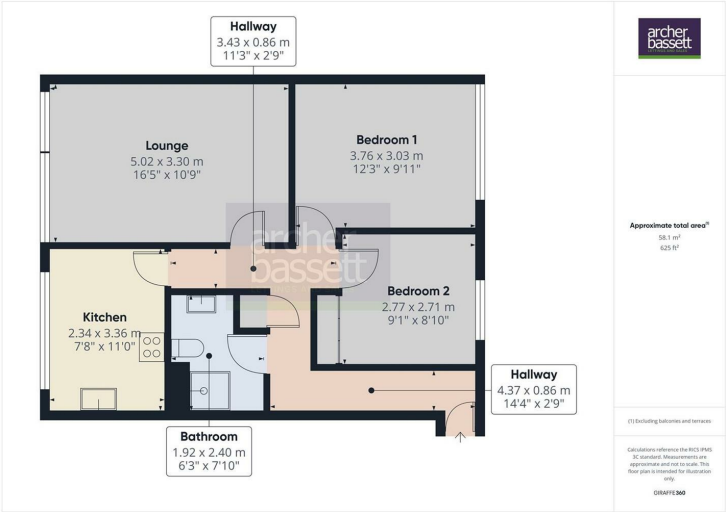 Hallway
3.43 x 0.86 m
11'3" x 2'9"
archer
bassett
Lounge
5.02 x 3.30 m
16'5" x 10'9"
Bedroom 1
3.76 x 3.03 m
12'3" x 9'11"
Approximate total area⁽¹⁾
58.1 m²
625 ft²
archer
bassett
Bedroom 2
2.77 x 2.71 m
9'1" x 8'10"
Kitchen
2.34 x 3.36 m
7'8" x 11'0"
Hallway
4.37 x 0.86 m
14'4" x 2'9"
Bathroom
1.92 x 2.40 m
6'3" x 7'10"
(1) Excluding balconies and terraces
Calculations reference the RICS IPMS
3C standard. Measurements are
approximate and not to scale. This
floor plan is intended for illustration
only.
GIRAFFE360